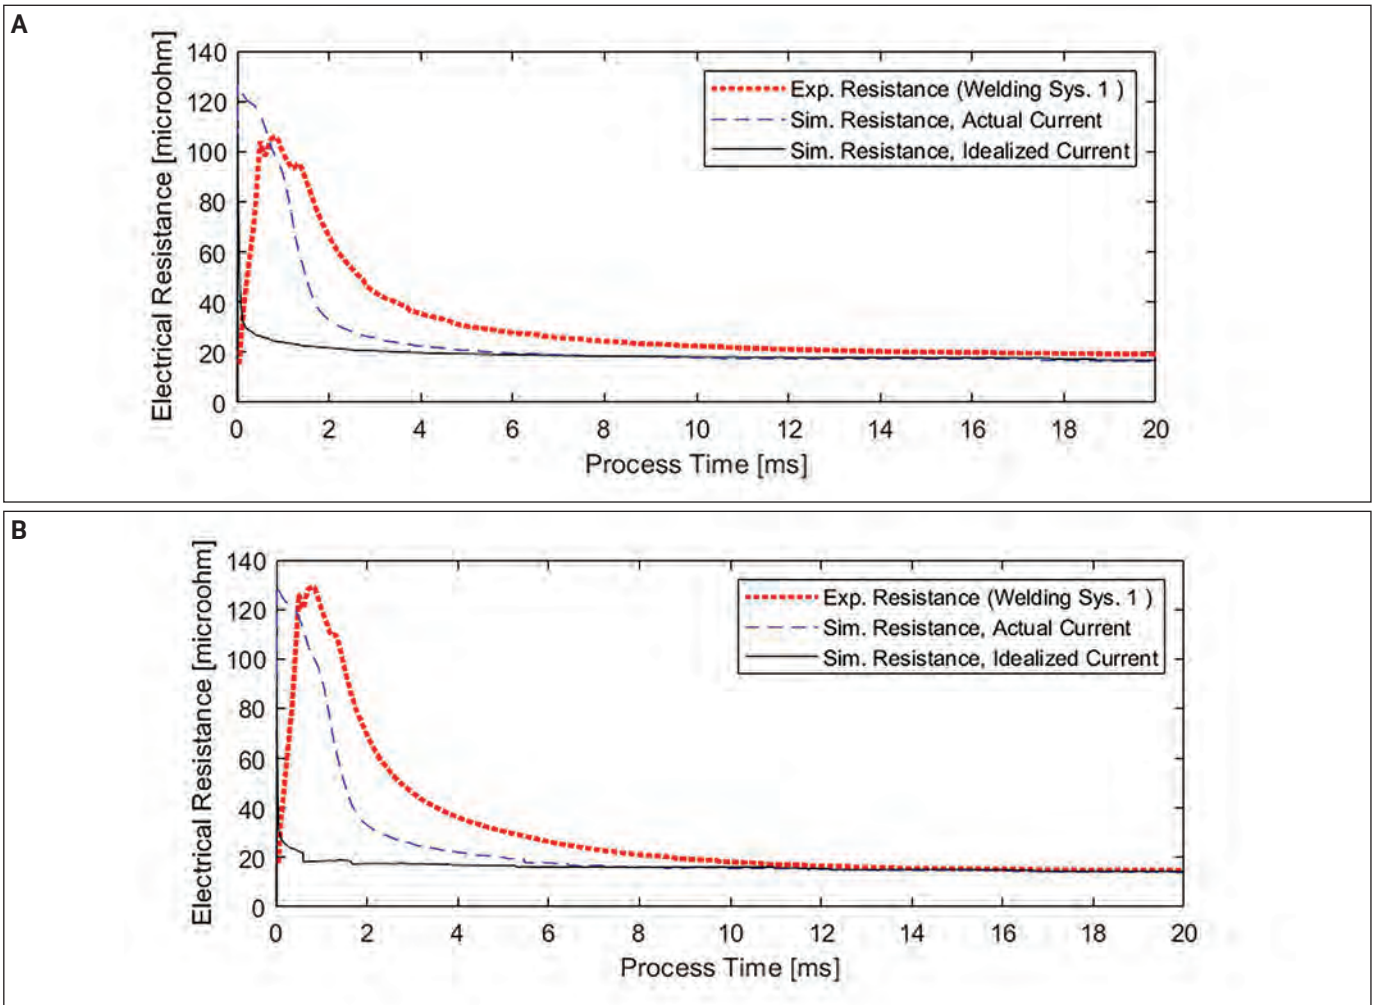 A
Electrical Resistance [microohm]
140
120
100
80
60
40
20
0
Exp. Resistance (Welding Sys. 1 )
Sim. Resistance, Actual Current
Sim. Resistance, Idealized Current
0 2 4 6 8 10 12 14 16 18 20
Process Time [ms]
B
Electrical Resistance [microohm]
140
120
100
80
60
40
20
0
Exp. Resistance (Welding Sys. 1 )
Sim. Resistance, Actual Current
Sim. Resistance, Idealized Current
0 2 4 6 8 10 12 14 16 18 20
Process Time [ms]